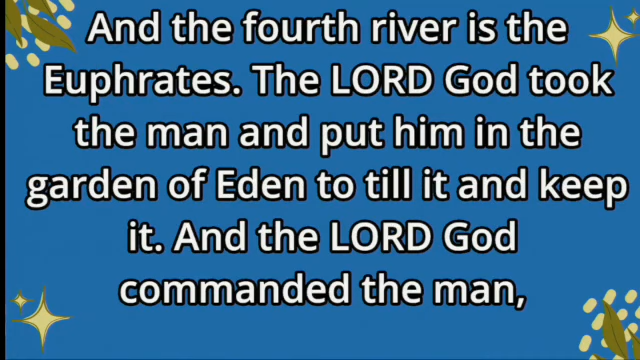 And the fourth river is the
Euphrates. The LORD God took
the man and put him in the
garden of Eden to till it and keep
it. And the LORD God
commanded the man,